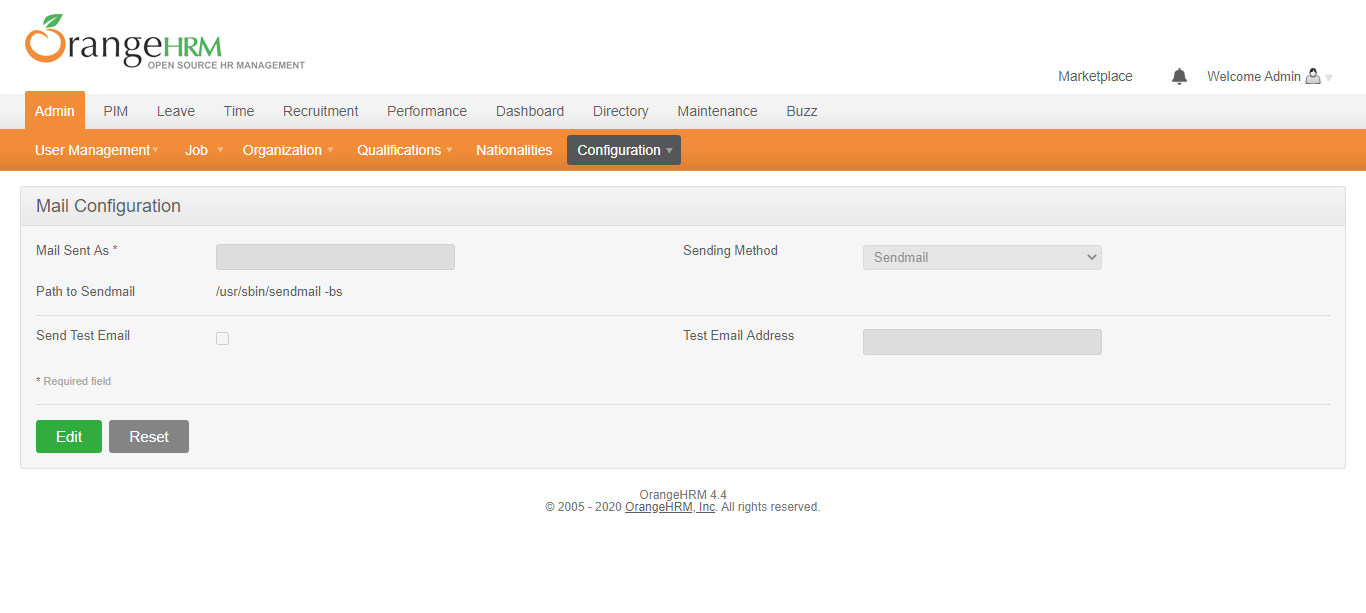 OrangeHRM
OPEN SOURCE HR MANAGEMENT
Marketplace Welcome Admin
Admin PIM Leave Time Recruitment Performance Dashboard Directory Maintenance Buzz
User Management Job Organization Qualifications Nationalities Configuration
Mail Configuration
Mail Sent As * Sending Method Sendmail
Path to Sendmail /usr/sbin/sendmail -bs
Send Test Email Test Email Address
* Required field
Edit Reset
OrangeHRM 4.4
© 2005 - 2020 OrangeHRM, Inc. All rights reserved.